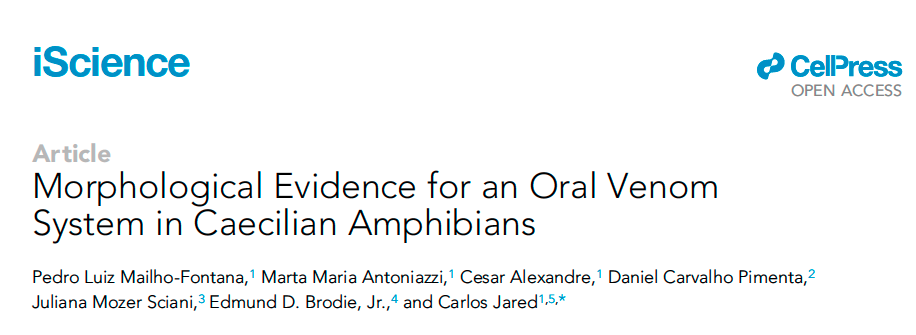 iScience
CellPress
OPEN ACCESS
Article
Morphological Evidence for an Oral Venom
System in Caecilian Amphibians
Pedro Luiz Mailho-Fontana,1 Marta Maria Antoniazzi,1 Cesar Alexandre,1 Daniel Carvalho Pimenta,2
Juliana Mozer Sciani,3 Edmund D. Brodie, Jr.,4 and Carlos Jared1,5,*